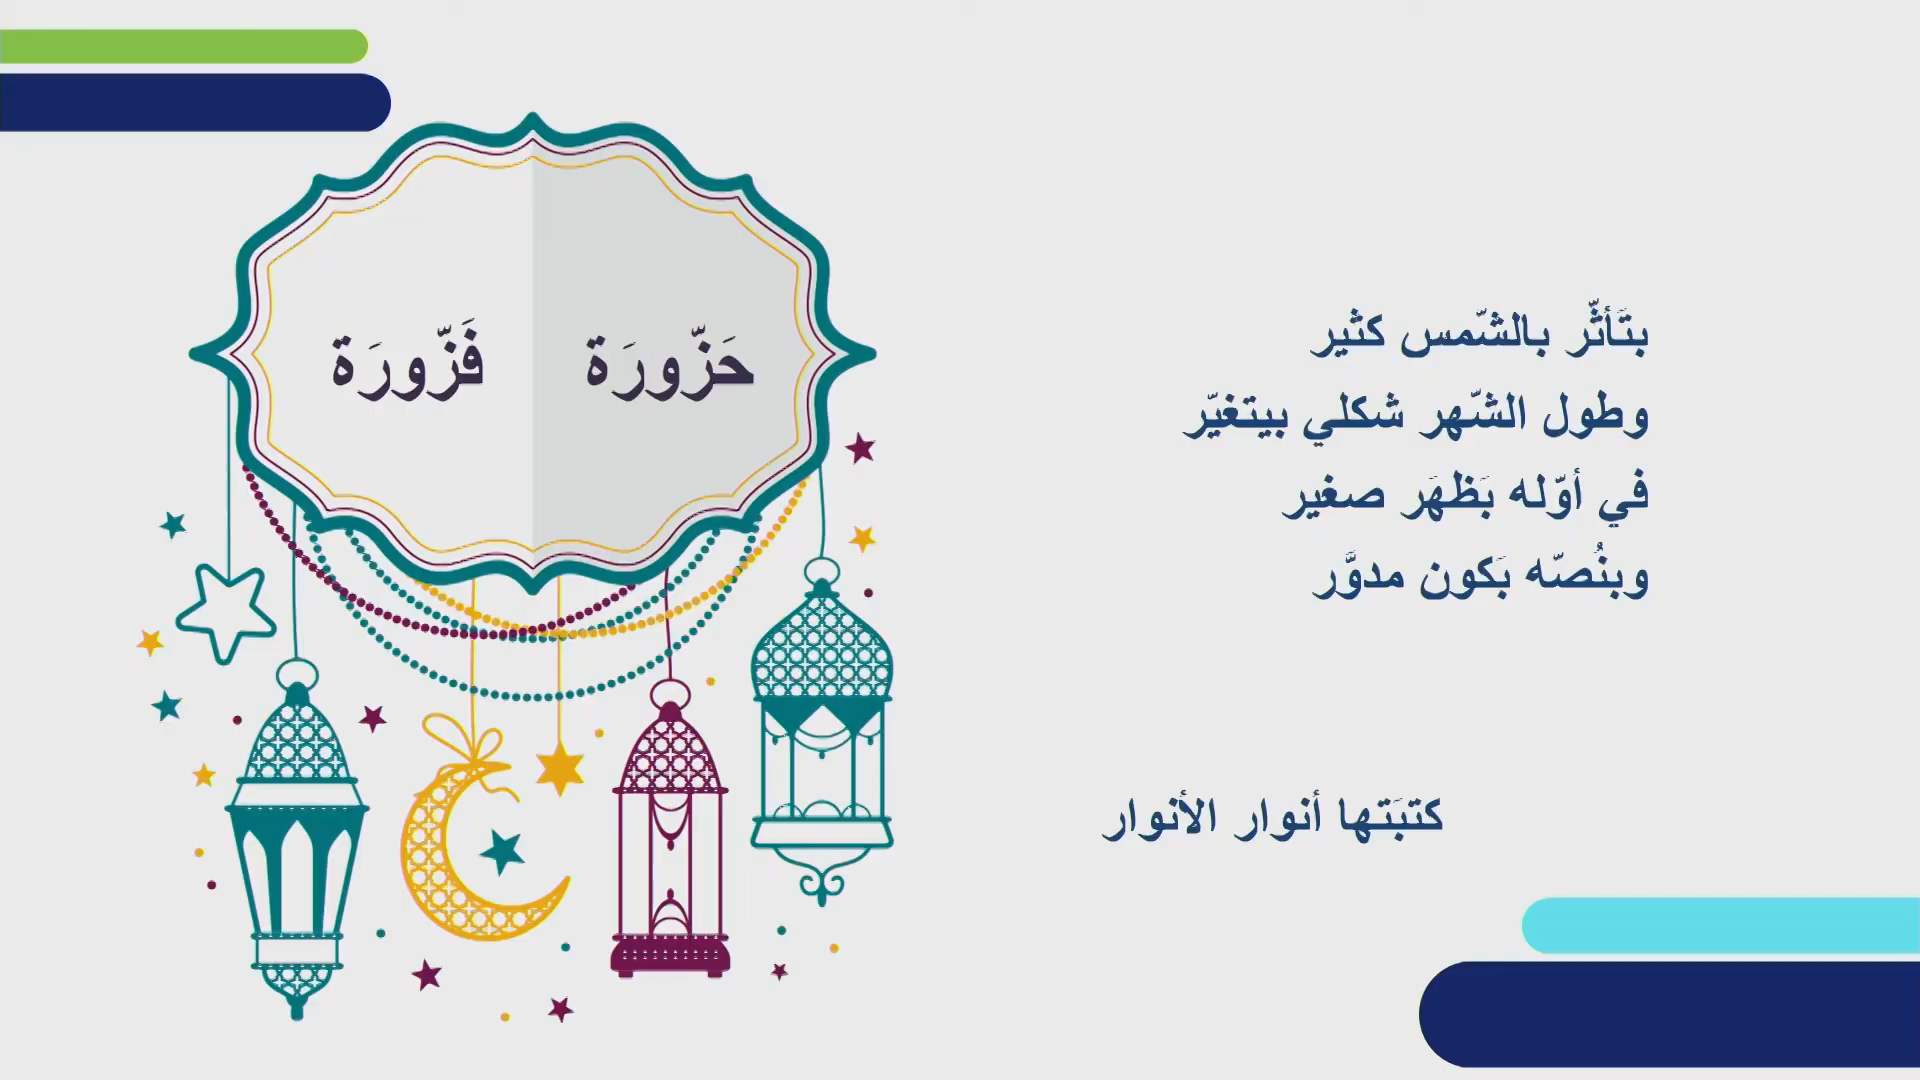 حَزّورَة فَزّورَة
بتَأثّر بالشّمس كثير
وطول الشّهر شكلي بيتغيّر
في أوّله بَظهَر صغير
وبنُصّه بَكون مدوَّر
كتبَتها أنوار الأنوار